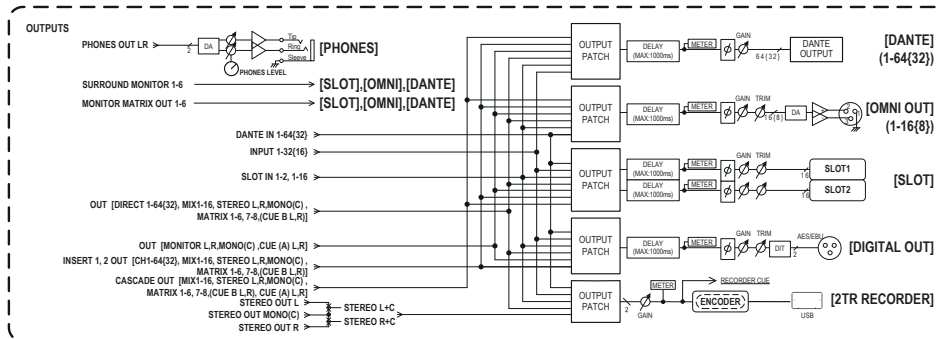 OUTPUTS
PHONES OUT LR
2
DA
Tip
Ring
Sleeve
PHONES LEVEL
[PHONES]
SURROUND MONITOR 1-6
[SLOT],[OMNI],[DANTE]
MONITOR MATRIX OUT 1-6
[SLOT],[OMNI],[DANTE]
DANTE IN 1-64{32}
INPUT 1-32{16}
SLOT IN 1-2, 1-16
OUT [DIRECT 1-64{32}, MIX1-16, STEREO L,R,MONO(C) ,
MATRIX 1-6, 7-8,(CUE B L,R)]
OUT [MONITOR L,R,MONO(C) ,CUE (A) L,R]
INSERT 1, 2 OUT [CH1-64{32}, MIX1-16, STEREO L,R,MONO(C) ,
MATRIX 1-6, 7-8,(CUE B L,R)]
CASCADE OUT [MIX1-16, STEREO L,R,MONO(C) ,
MATRIX 1-6, 7-8,(CUE B L,R), CUE (A) L,R]
STEREO OUT L
STEREO OUT MONO(C)
STEREO OUT R
STEREO L+C
STEREO R+C
OUTPUT
PATCH
DELAY
(MAX:1000ms)
METER
GAIN
64{32}
DANTE
OUTPUT
[DANTE]
(1-64{32})
OUTPUT
PATCH
DELAY
(MAX:1000ms)
METER
GAIN TRIM
16{8}
DA
[OMNI OUT]
(1-16{8})
OUTPUT
PATCH
DELAY
(MAX:1000ms)
METER
GAIN TRIM
16
SLOT1
DELAY
(MAX:1000ms)
METER
16
SLOT2
[SLOT]
OUTPUT
PATCH
DELAY
(MAX:1000ms)
METER
GAIN TRIM
DIT
2
AES/EBU
[DIGITAL OUT]
OUTPUT
PATCH
2
GAIN
METER
RECORDER CUE
ENCODER
USB
[2TR RECORDER]